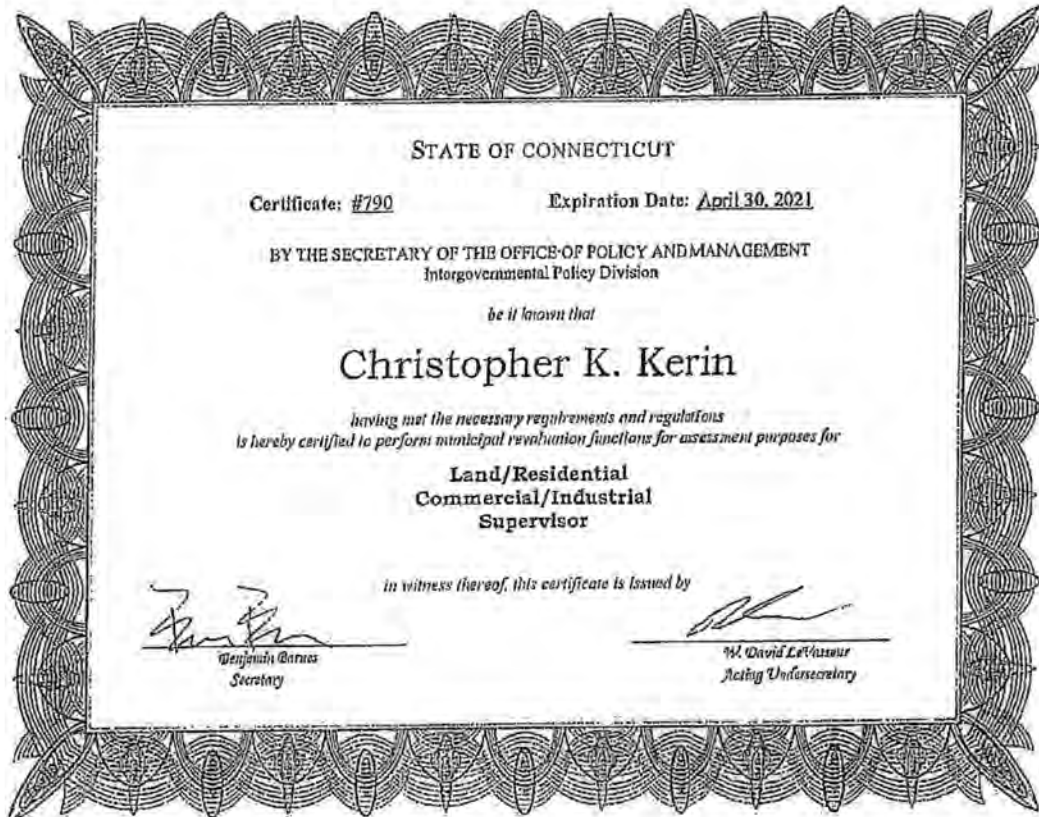 STATE OF CONNECTICUT
Certificate: #790 Expiration Date: April 30, 2021
BY THE SECRETARY OF THE OFFICE OF POLICY AND MANAGEMENT
Intergovernmental Policy Division
be it known that
Christopher K. Kerin
having met the necessary requirements and regulations
is hereby certified to perform municipal revaluation functions for assessment purposes for
Land/Residential
Commercial/Industrial
Supervisor
in witness thereof, this certificate is issued by
Benjamin Barnes W. David LeVasseur
Secretary Acting Undersecretary